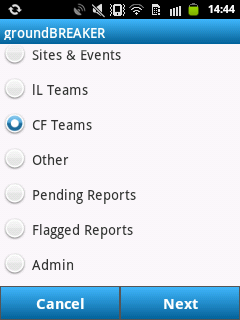 14:44
groundBREAKER
Sites & Events
IL Teams
CF Teams
Other
Pending Reports
Flagged Reports
Admin
Cancel
Next